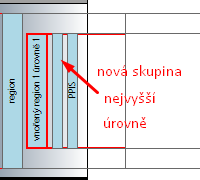 region
vnořený region 1 úrovně 1
PPIS
nová skupina
nejvyšší
úrovně